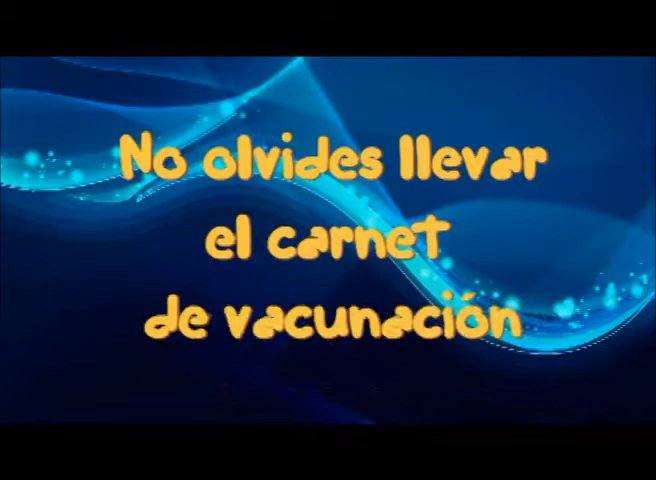 No olvides llevar
el carnet
de vacunación